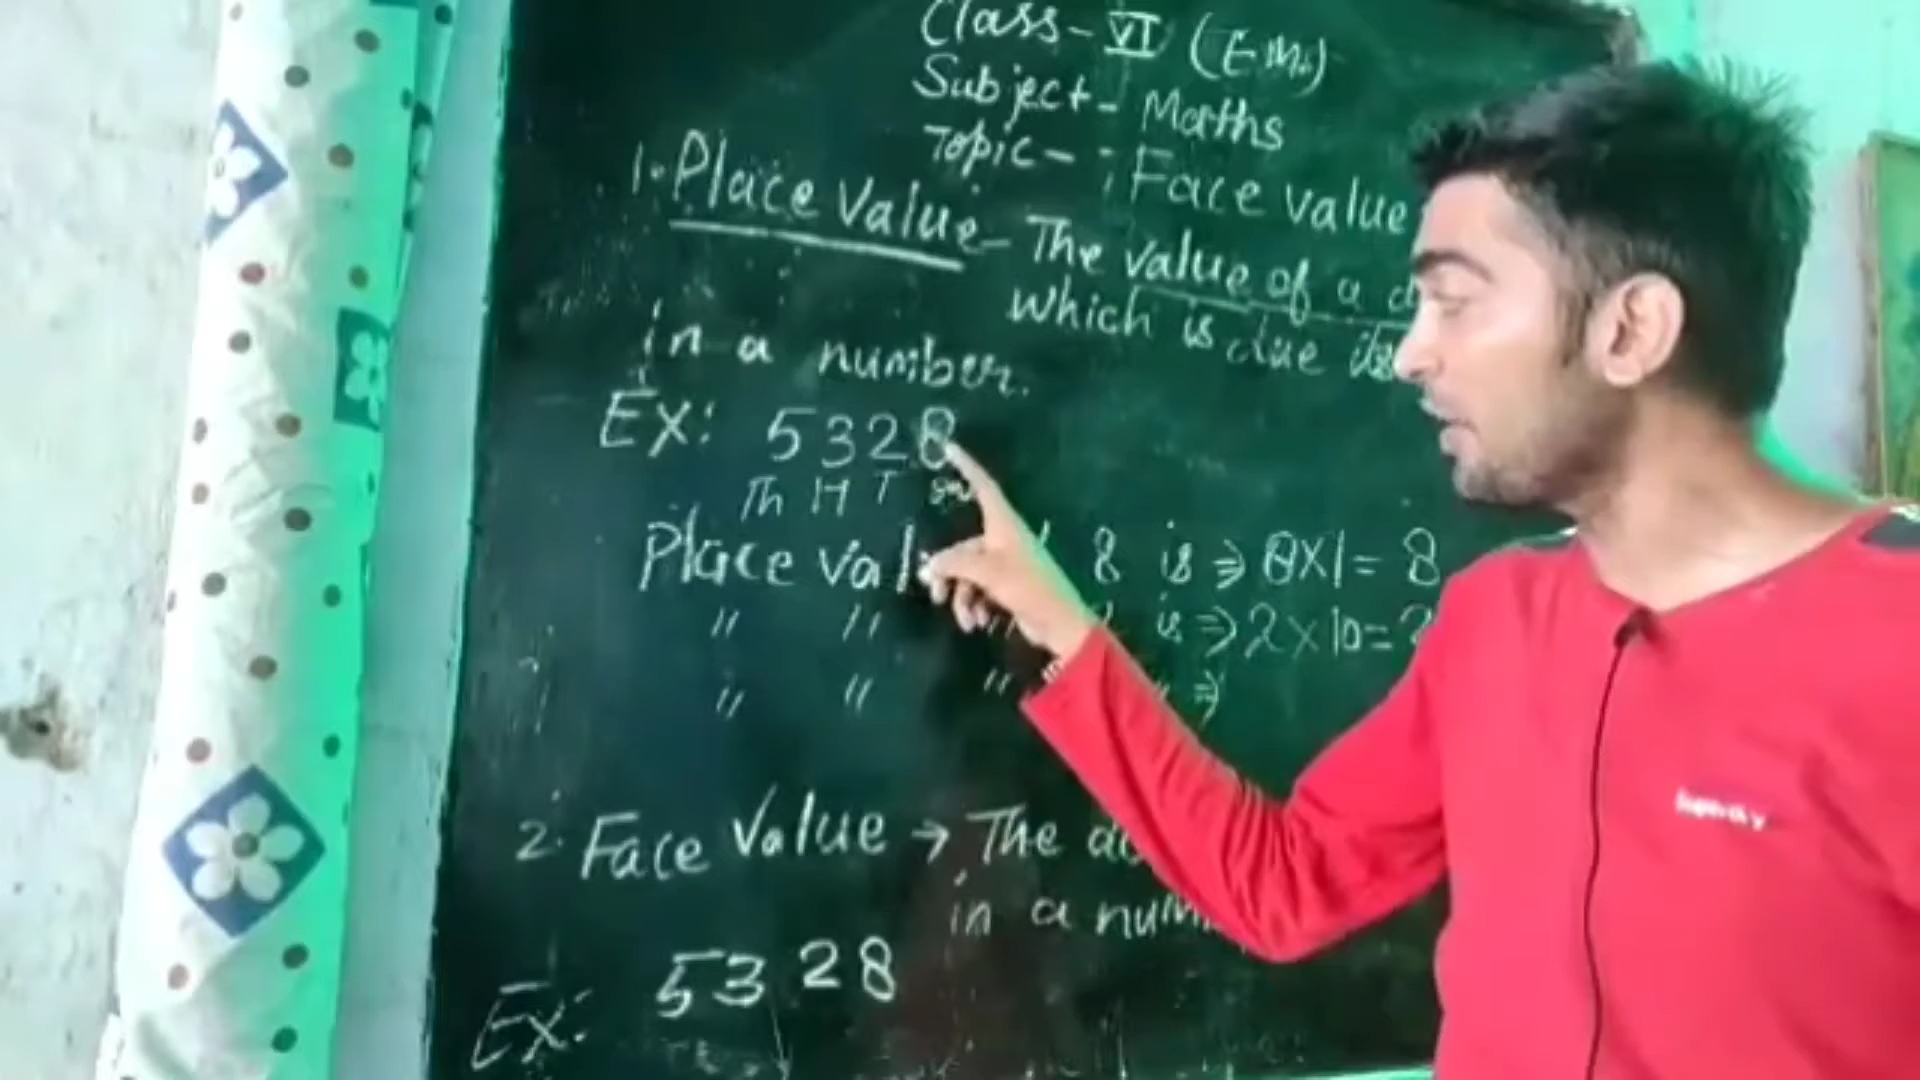 Class - VI (E.M.)
Subject - Maths
Topic - : Face value
1. Place Value - The value of a
which is due its
in a number.
Ex: 5328
Th H T
Place Val 8 is ⇒ 8×1 = 8
" " " is ⇒ 2×10 =
" " " " ⇒
2. Face Value → The
in a num
Ex: 5328